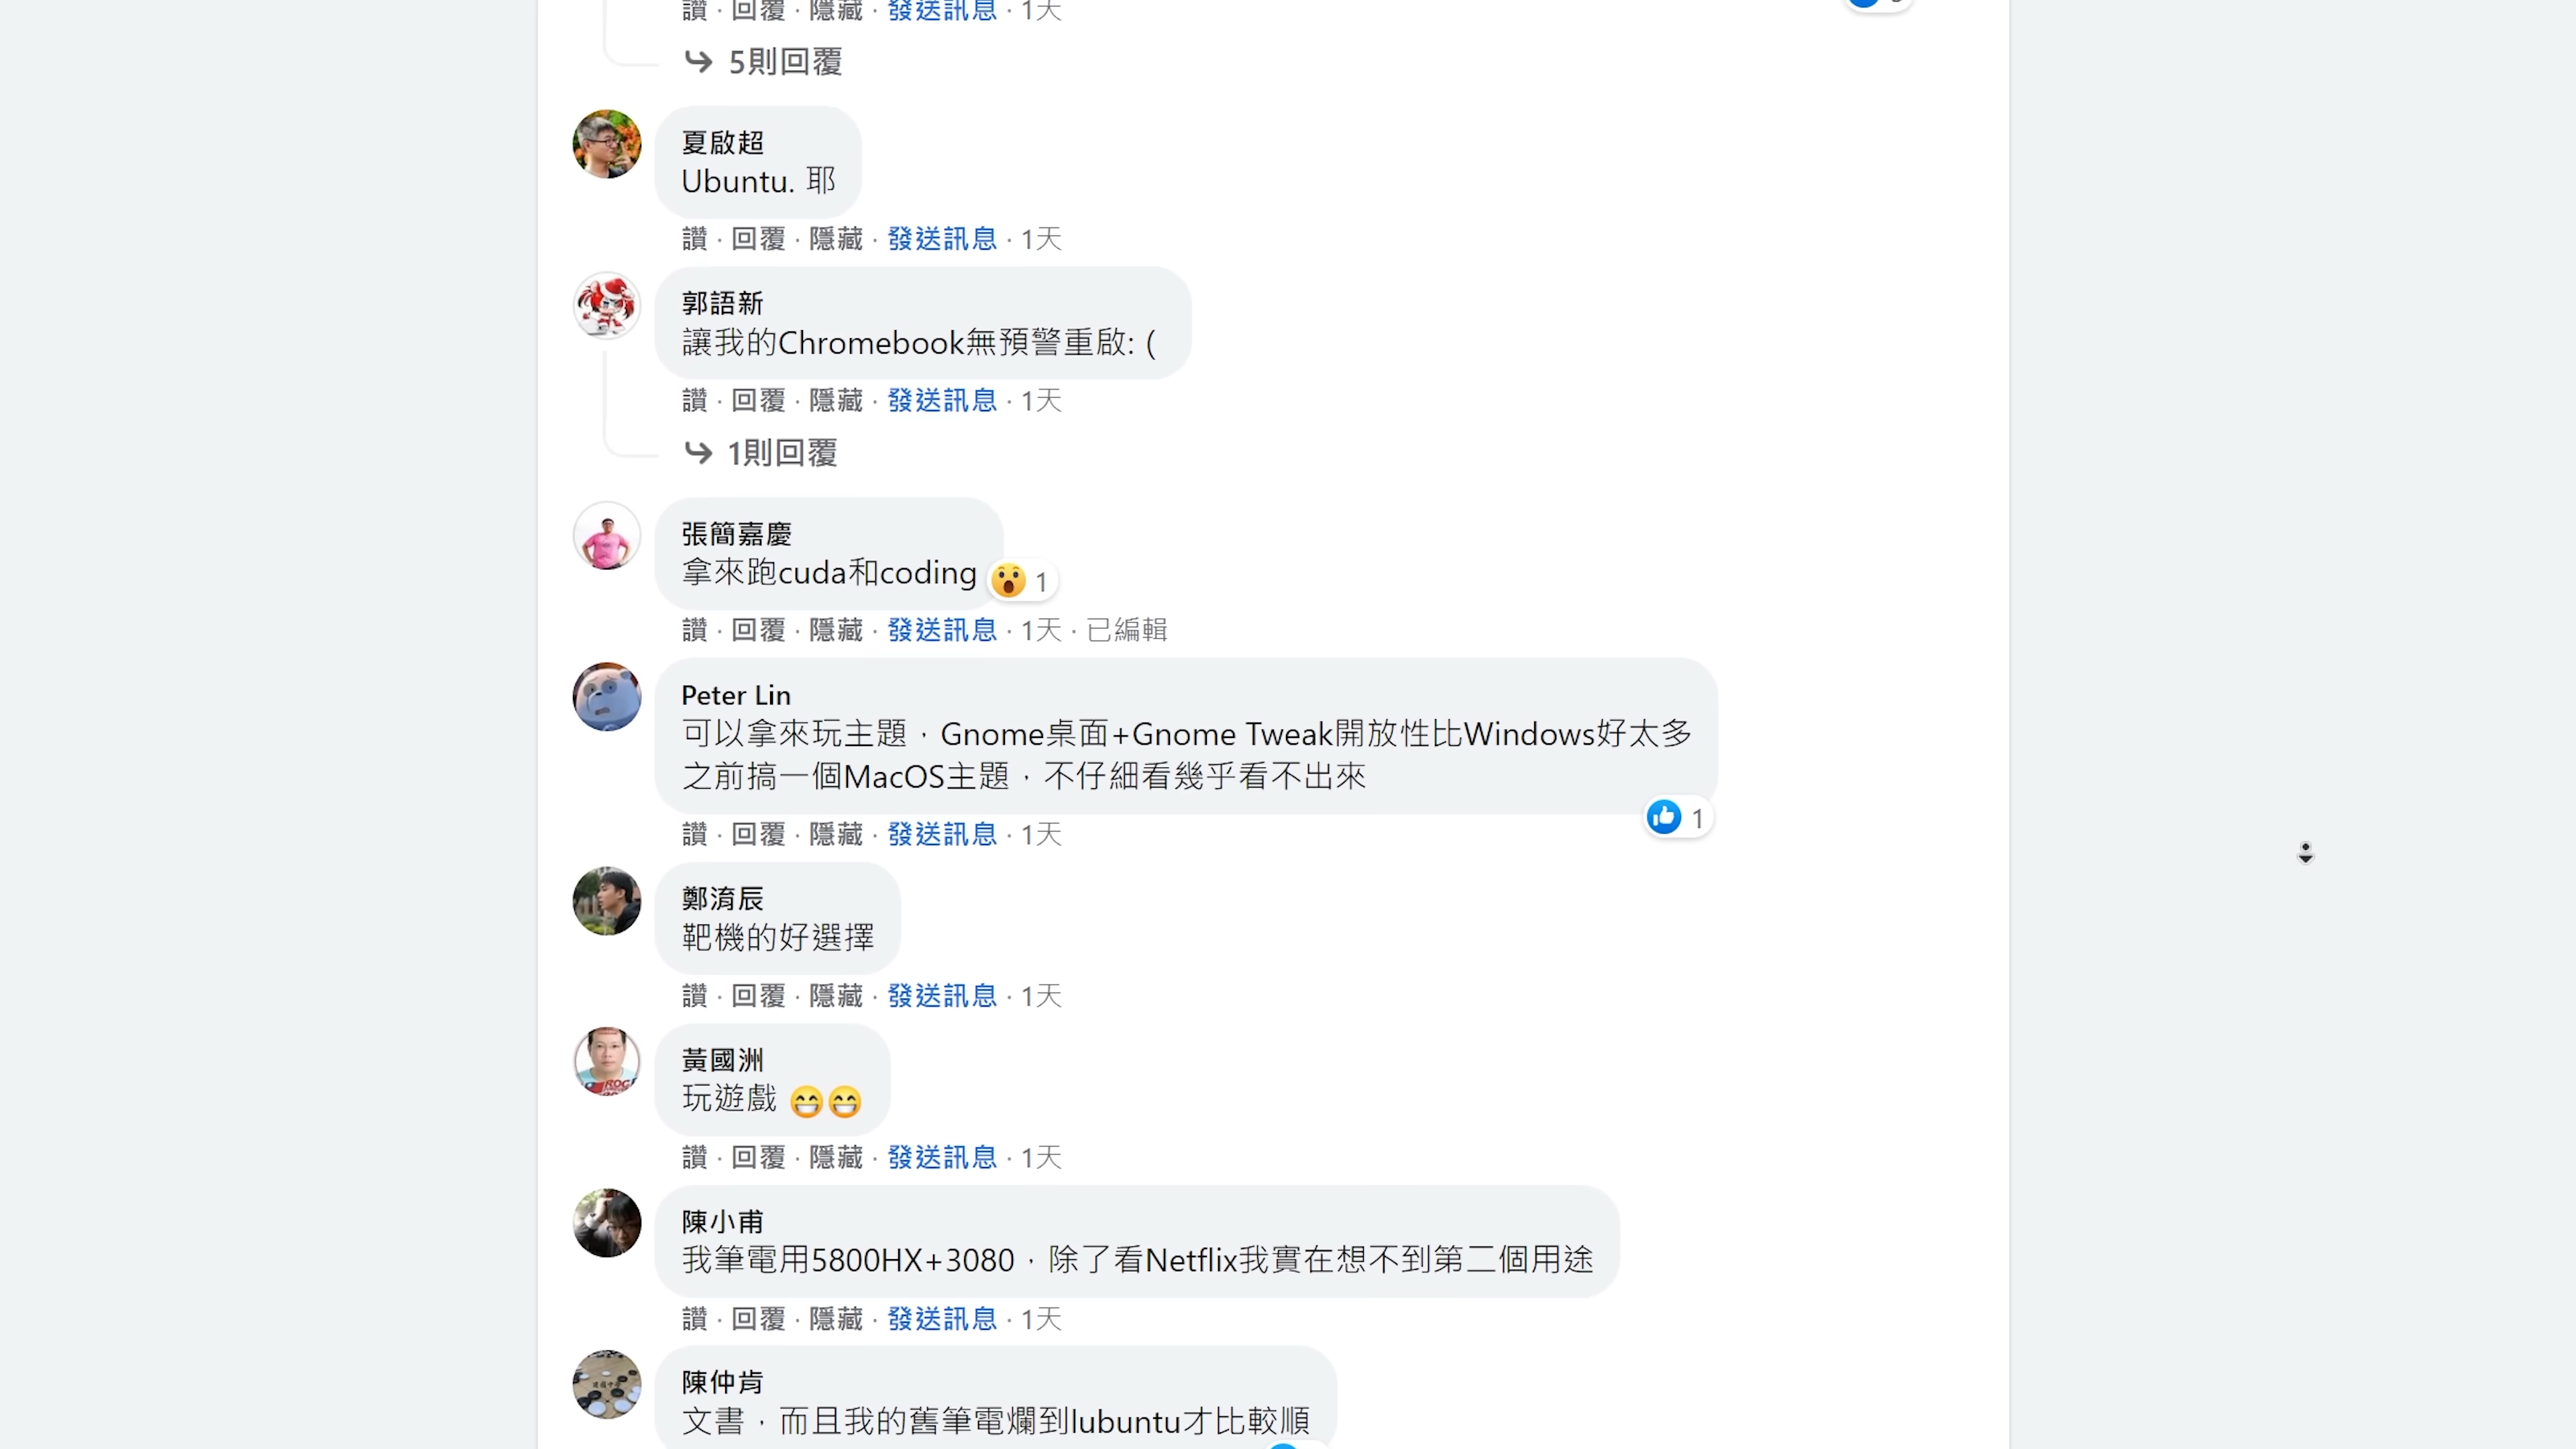 讚 · 回覆 · 隱藏 · 發送訊息 · 1天
5則回覆
夏啟超
Ubuntu. 耶
讚 · 回覆 · 隱藏 · 發送訊息 · 1天
郭語新
讓我的Chromebook無預警重啟: (
讚 · 回覆 · 隱藏 · 發送訊息 · 1天
1則回覆
張簡嘉慶
拿來跑cuda和coding
1
讚 · 回覆 · 隱藏 · 發送訊息 · 1天 · 已編輯
Peter Lin
可以拿來玩主題，Gnome桌面+Gnome Tweak開放性比Windows好太多
之前搞一個MacOS主題，不仔細看幾乎看不出來
1
讚 · 回覆 · 隱藏 · 發送訊息 · 1天
鄭淯辰
靶機的好選擇
讚 · 回覆 · 隱藏 · 發送訊息 · 1天
黃國洲
玩遊戲 😁😁
讚 · 回覆 · 隱藏 · 發送訊息 · 1天
陳小甫
我筆電用5800HX+3080，除了看Netflix我實在想不到第二個用途
讚 · 回覆 · 隱藏 · 發送訊息 · 1天
陳仲肯
文書，而且我的舊筆電爛到lubuntu才比較順